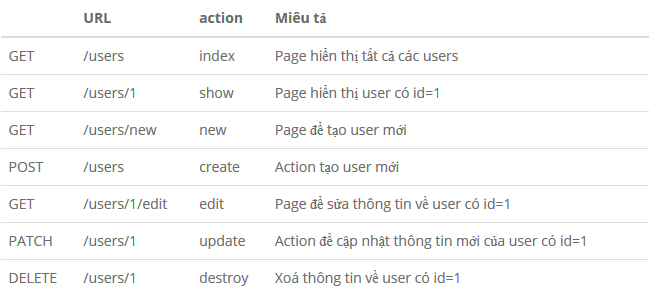 URL action Miêu tả
GET /users index Page hiển thị tất cả các users
GET /users/1 show Page hiển thị user có id=1
GET /users/new new Page để tạo user mới
POST /users create Action tạo user mới
GET /users/1/edit edit Page để sửa thông tin về user có id=1
PATCH /users/1 update Action để cập nhật thông tin mới của user có id=1
DELETE /users/1 destroy Xoá thông tin về user có id=1